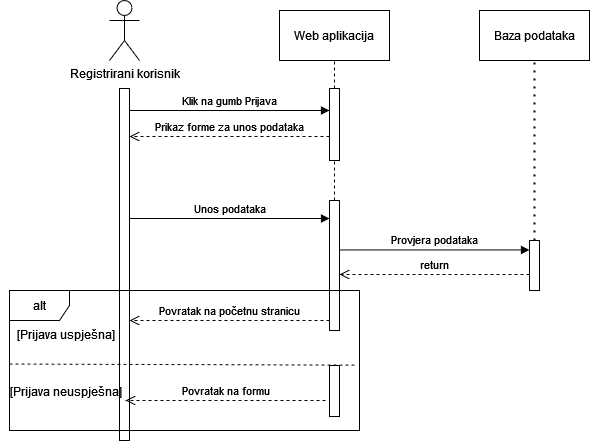 Web aplikacija
Baza podataka
Registrirani korisnik
Klik na gumb Prijava
Prikaz forme za unos podataka
Unos podataka
Provjera podataka
return
alt
Povratak na početnu stranicu
[Prijava uspješna]
[Prijava neuspješna]
Povratak na formu